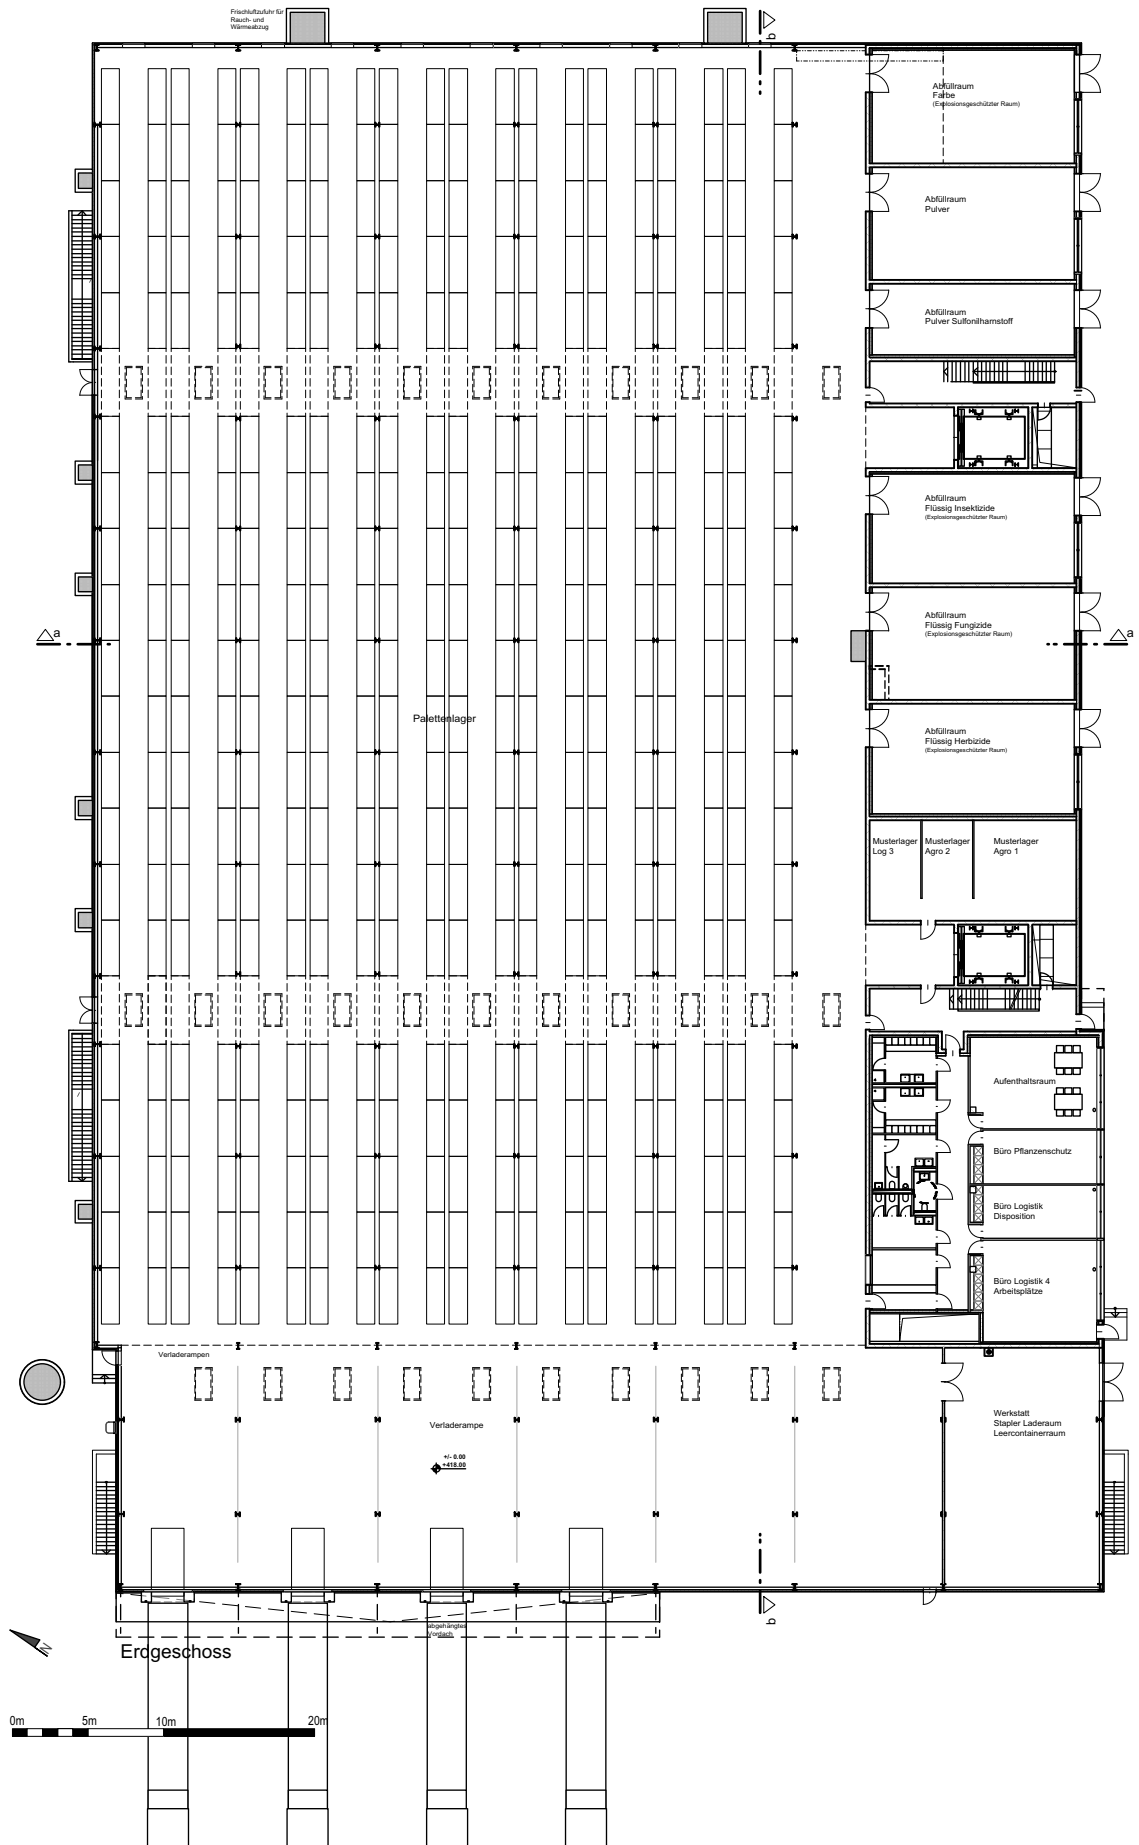 Frischluftzufuhr für
Rauch- und
Wärmeabzug
b
Abfüllraum
Farbe
(Explosionsgeschützter Raum)
Abfüllraum
Pulver
Abfüllraum
Pulver Sulfonilharnstoff
Abfüllraum
Flüssig Insektizide
(Explosionsgeschützter Raum)
Abfüllraum
Flüssig Fungizide
(Explosionsgeschützter Raum)
a
a
Palettenlager
Abfüllraum
Flüssig Herbizide
(Explosionsgeschützter Raum)
Musterlager
Log 3
Musterlager
Agro 2
Musterlager
Agro 1
Aufenthaltsraum
Büro Pflanzenschutz
Büro Logistik
Disposition
Büro Logistik 4
Arbeitsplätze
Verladerampen
Verladerampe
+/- 0.00
+418.00
Werkstatt
Stapler Laderaum
Leercontainerraum
b
abgehängtes
Vordach
N
Erdgeschoss
0m 5m 10m 20m